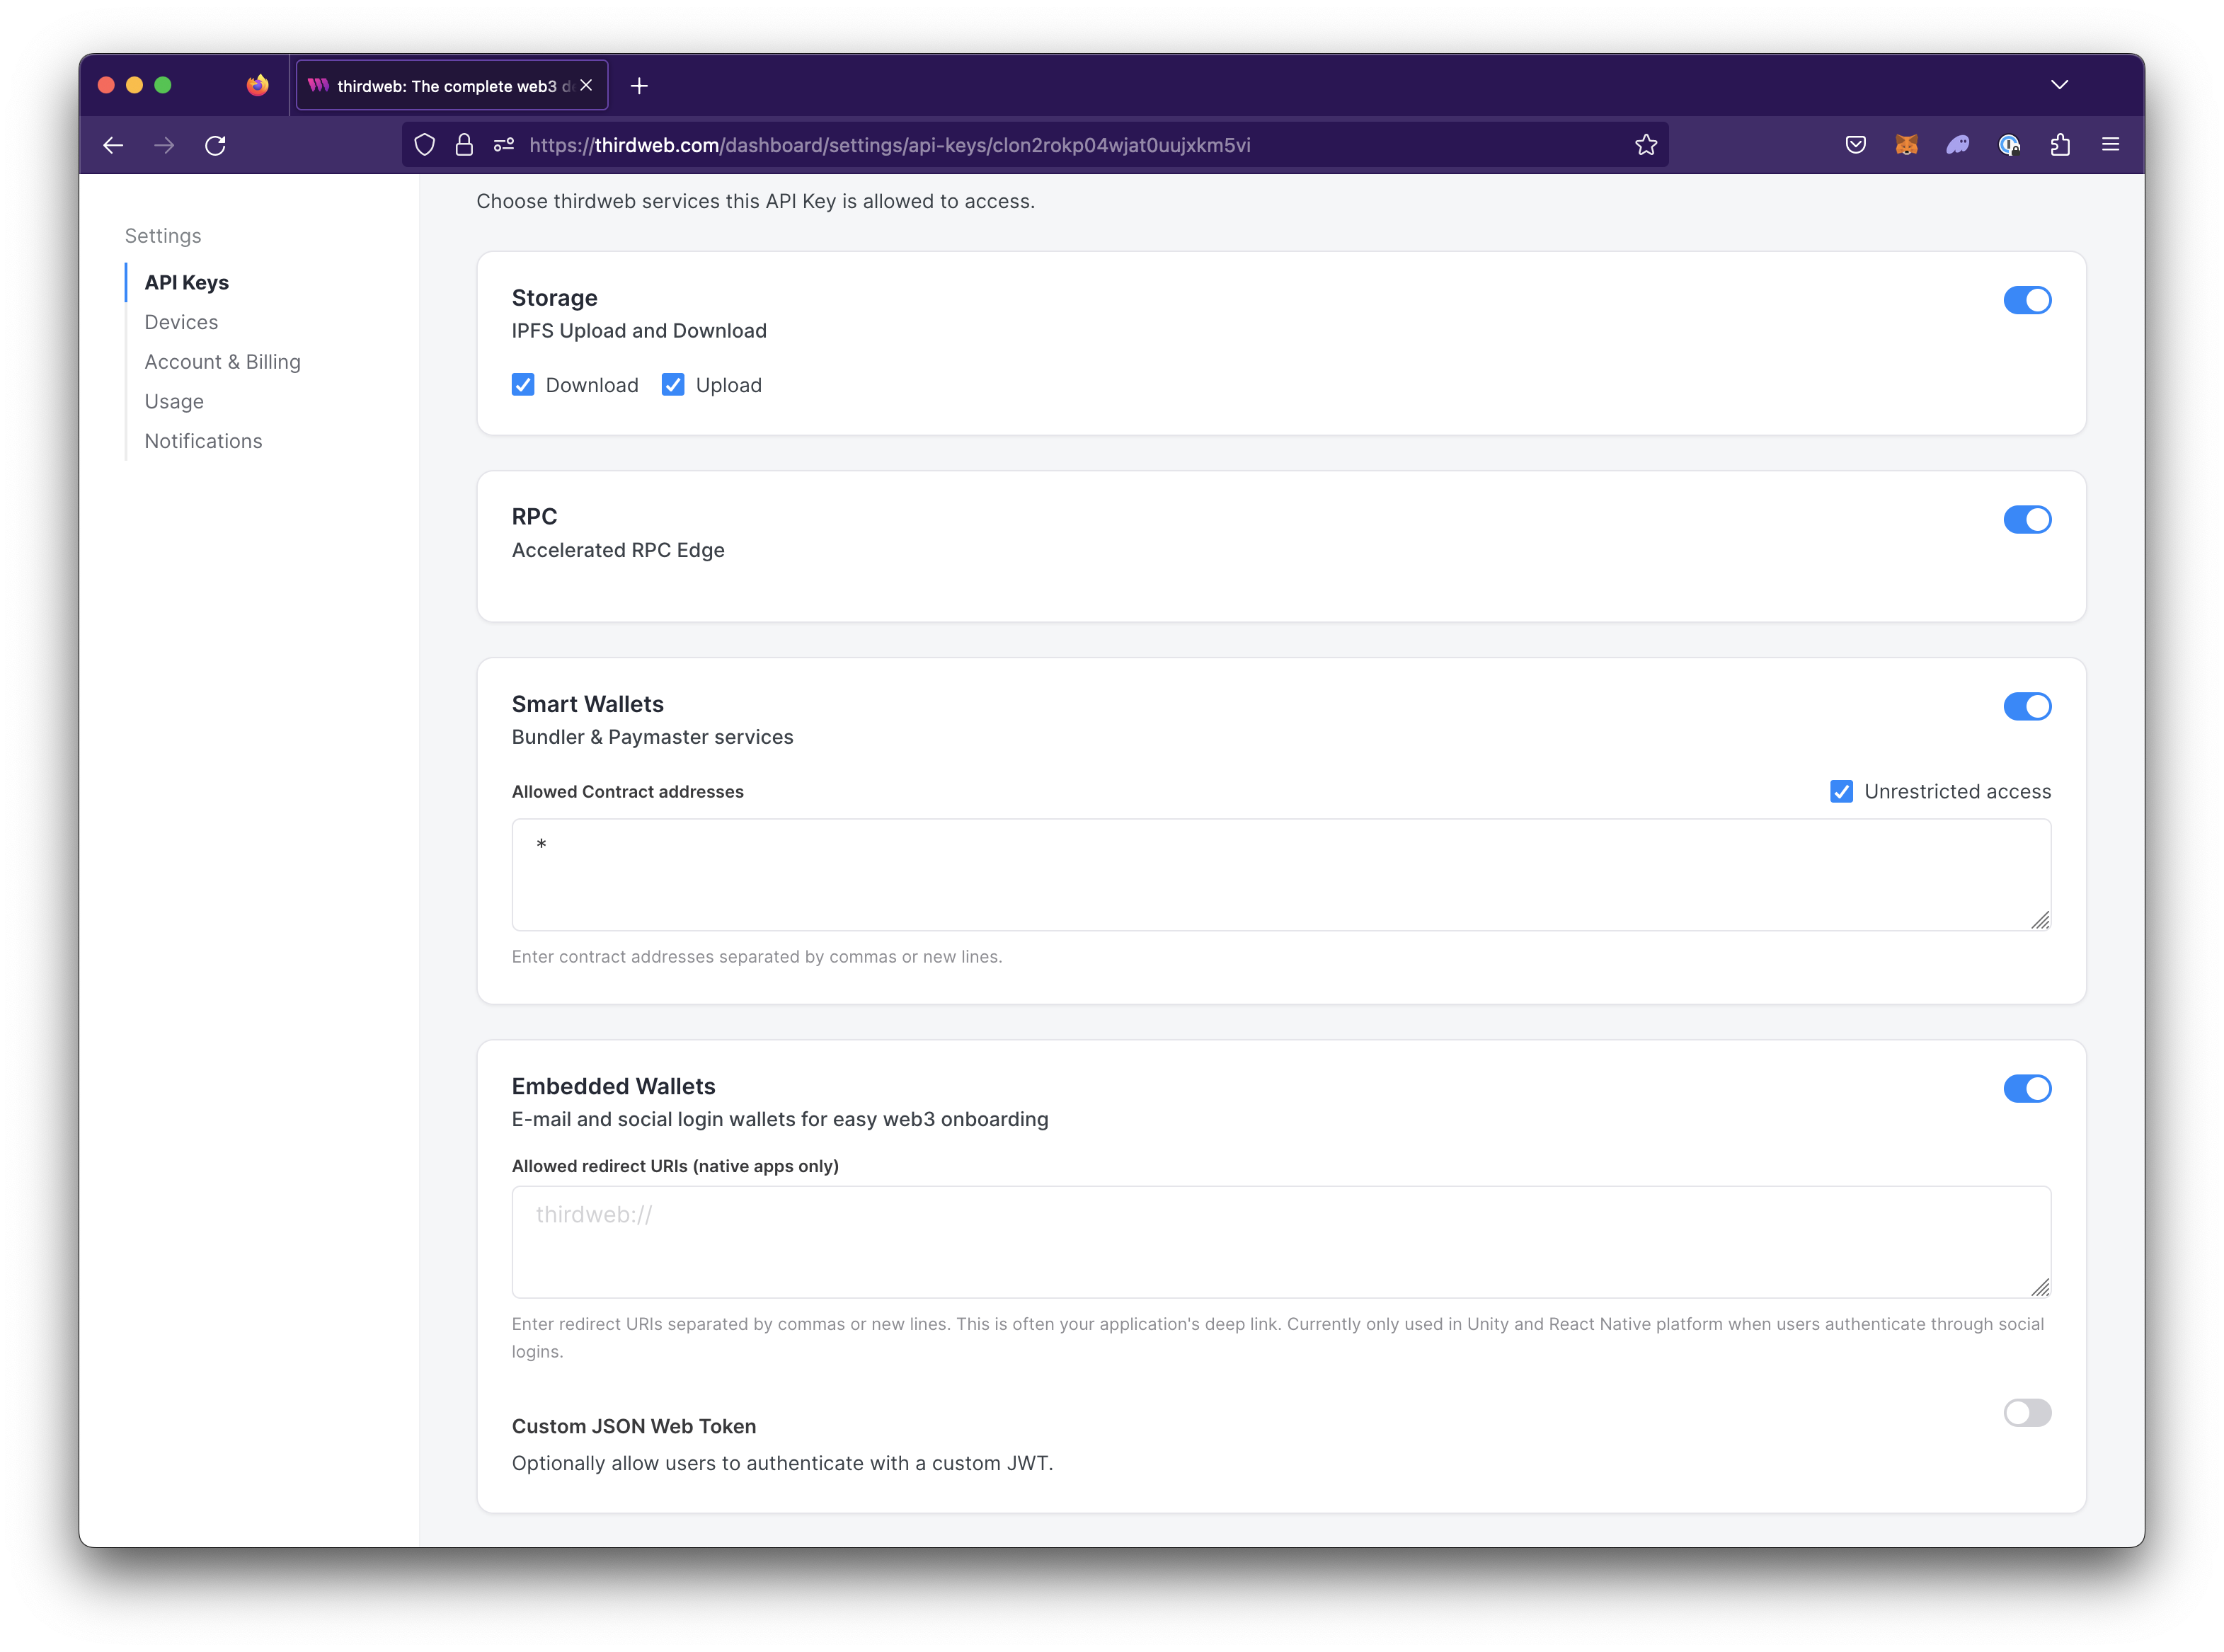 thirdweb: The complete web3 d
https://thirdweb.com/dashboard/settings/api-keys/clon2rokp04wjat0uujxkm5vi
Settings
API Keys
Devices
Account & Billing
Usage
Notifications
Choose thirdweb services this API Key is allowed to access.
Storage
IPFS Upload and Download
Download Upload
RPC
Accelerated RPC Edge
Smart Wallets
Bundler & Paymaster services
Allowed Contract addresses Unrestricted access
*
Enter contract addresses separated by commas or new lines.
Embedded Wallets
E-mail and social login wallets for easy web3 onboarding
Allowed redirect URIs (native apps only)
thirdweb://
Enter redirect URIs separated by commas or new lines. This is often your application's deep link. Currently only used in Unity and React Native platform when users authenticate through social
logins.
Custom JSON Web Token
Optionally allow users to authenticate with a custom JWT.